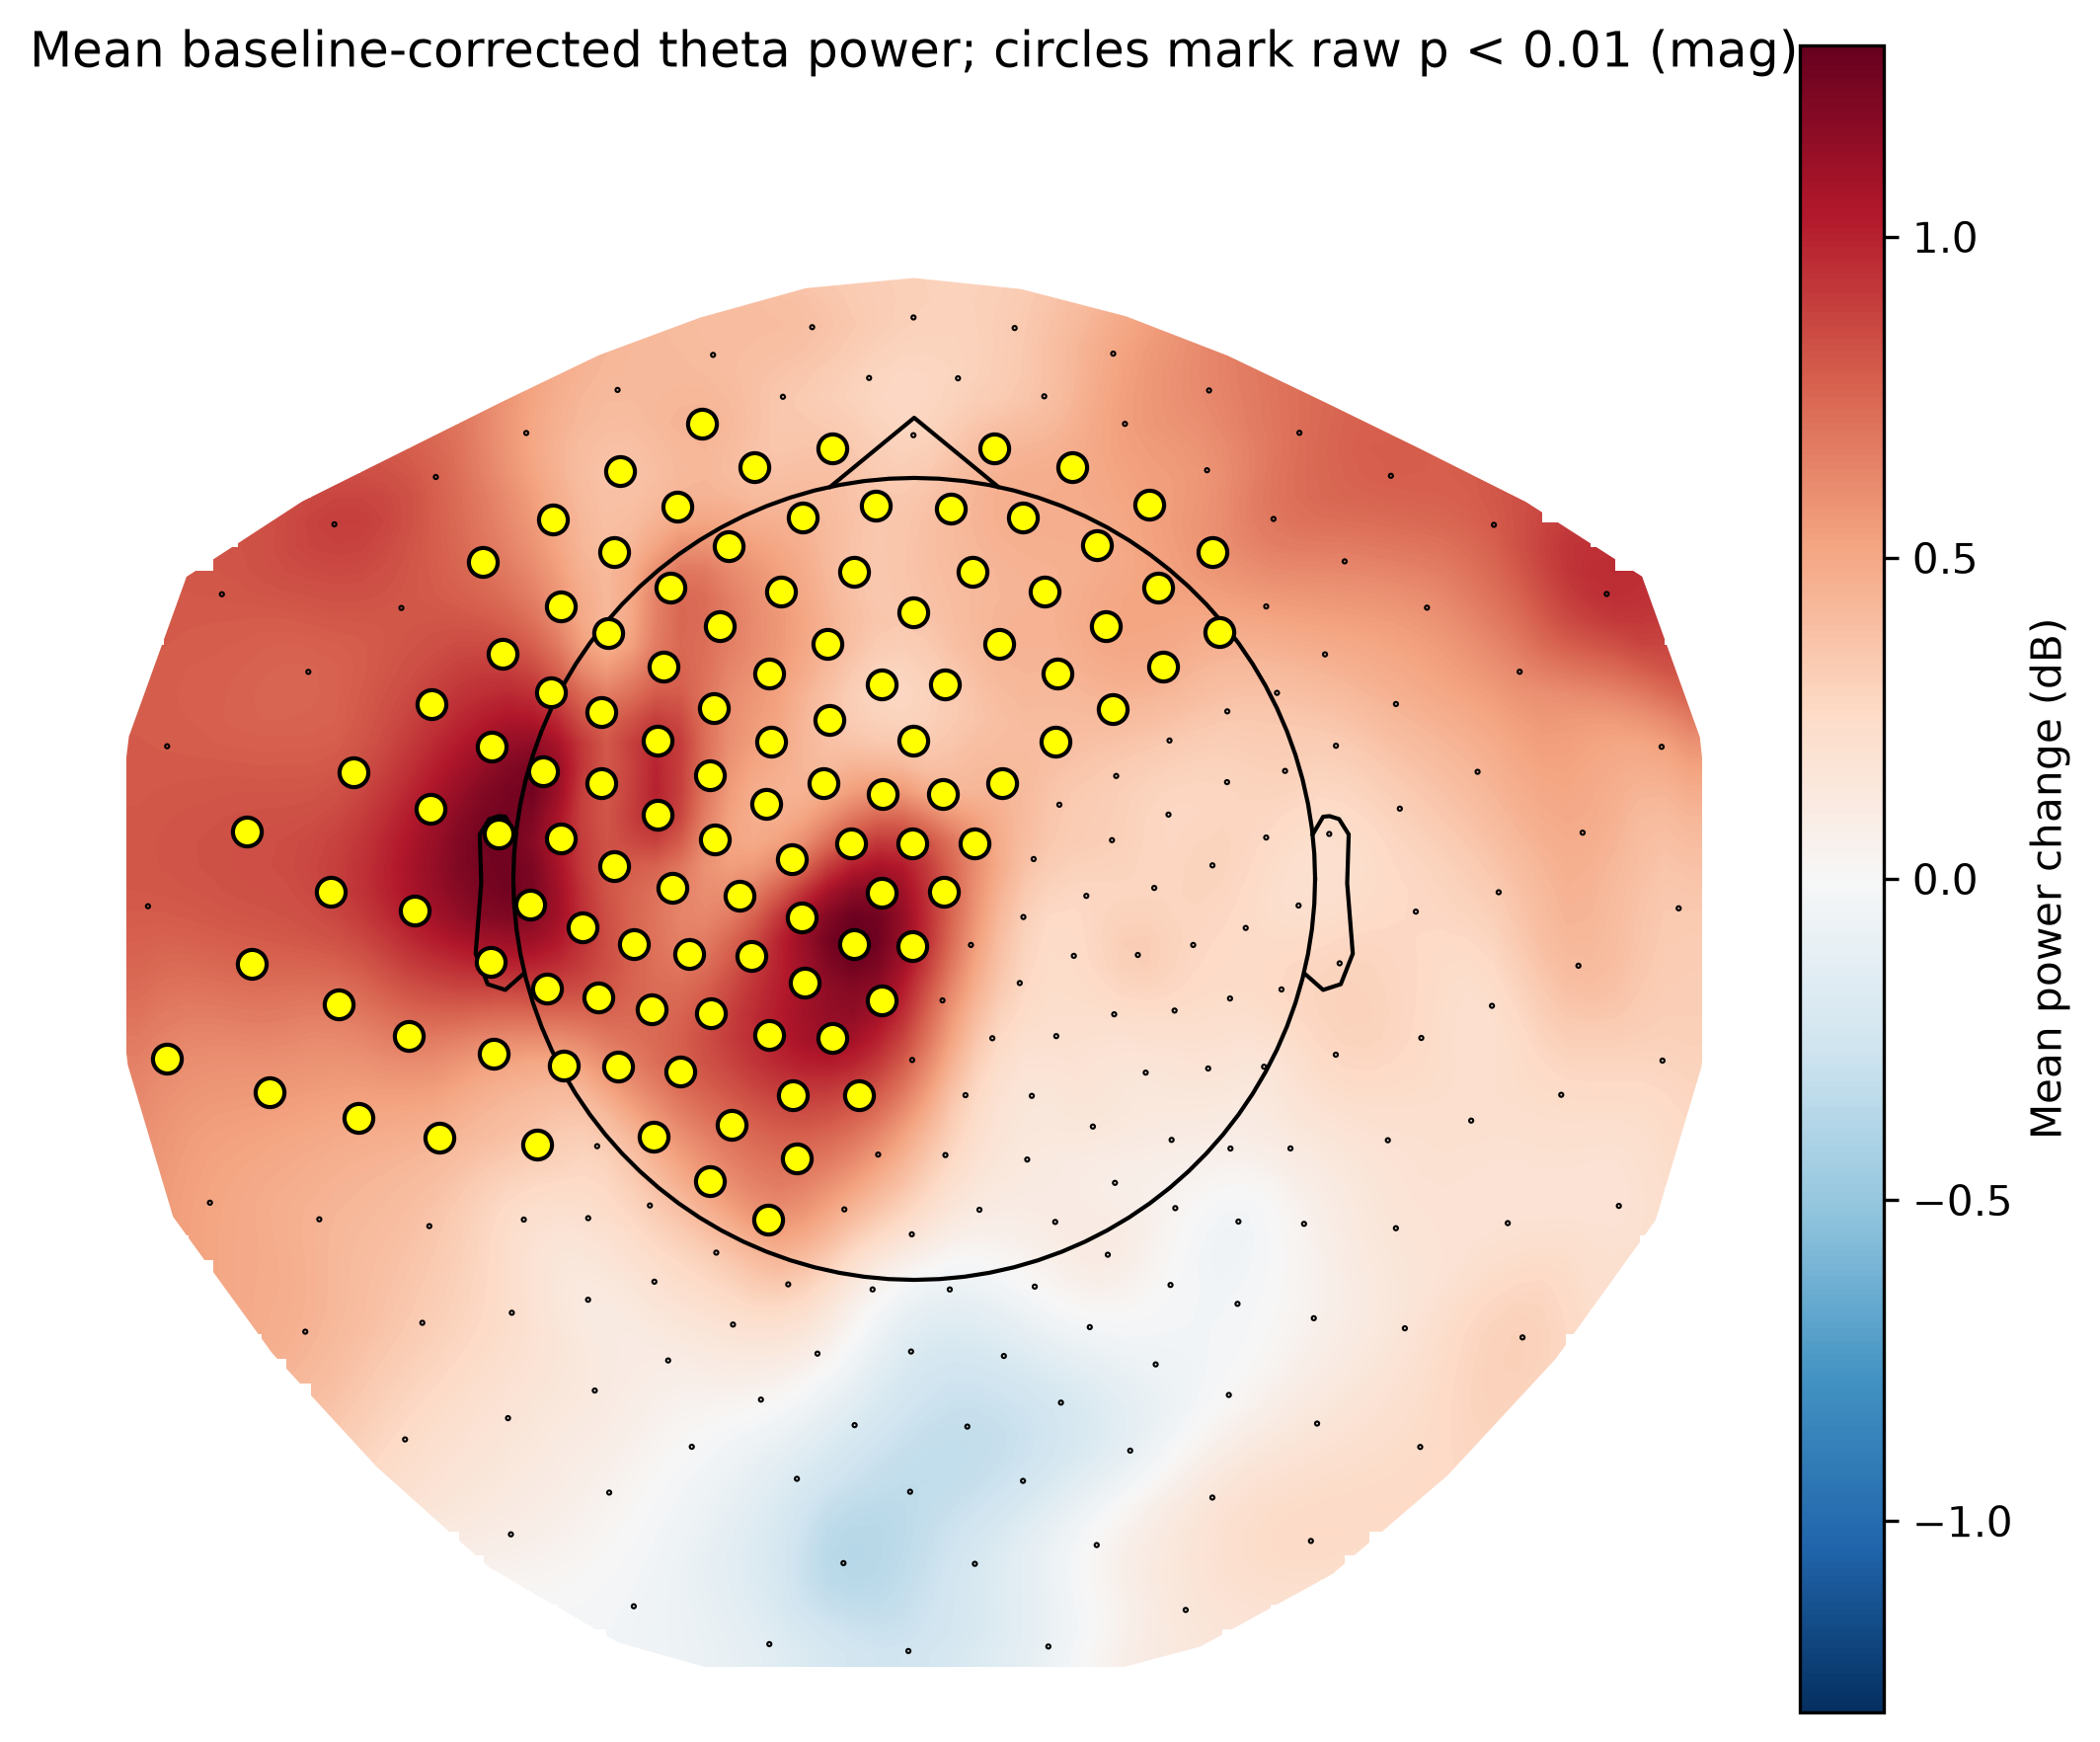 Mean baseline-corrected theta power; circles mark raw p < 0.01 (mag)
1.0
0.5
0.0
−0.5
−1.0
Mean power change (dB)